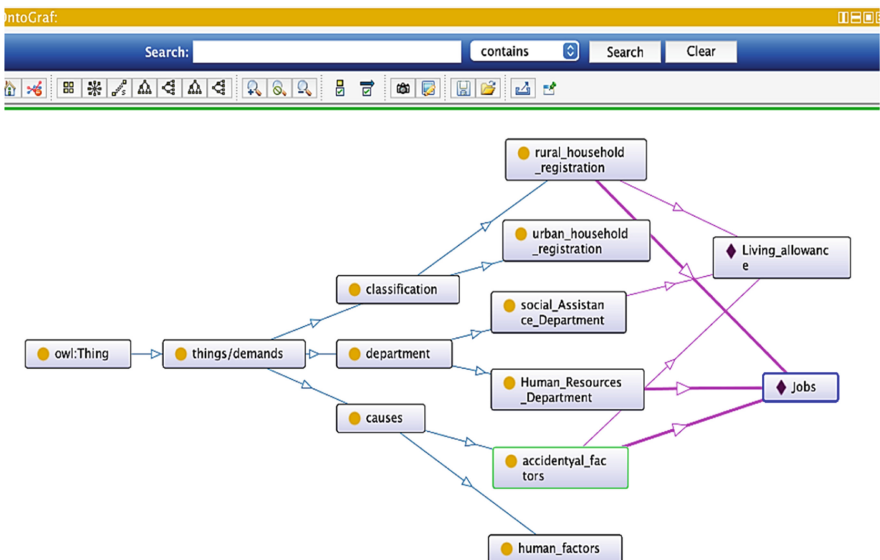 OntoGraf:
Search:
contains
Search
Clear
rural_household
_registration
urban_household
_registration
Living_allowanc
e
classification
social_Assistan
ce_Department
owl:Thing
things/demands
department
Human_Resources
_Department
Jobs
causes
accidentyal_fac
tors
human_factors